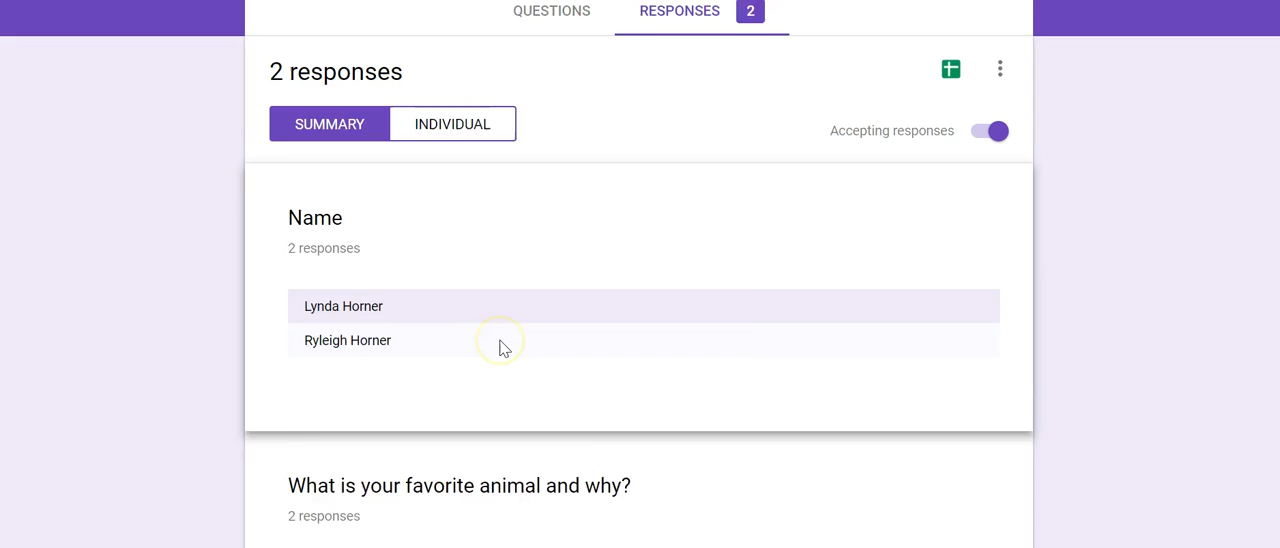 QUESTIONS RESPONSES 2
2 responses
SUMMARY INDIVIDUAL
Accepting responses
Name
2 responses
Lynda Horner
Ryleigh Horner
What is your favorite animal and why?
2 responses